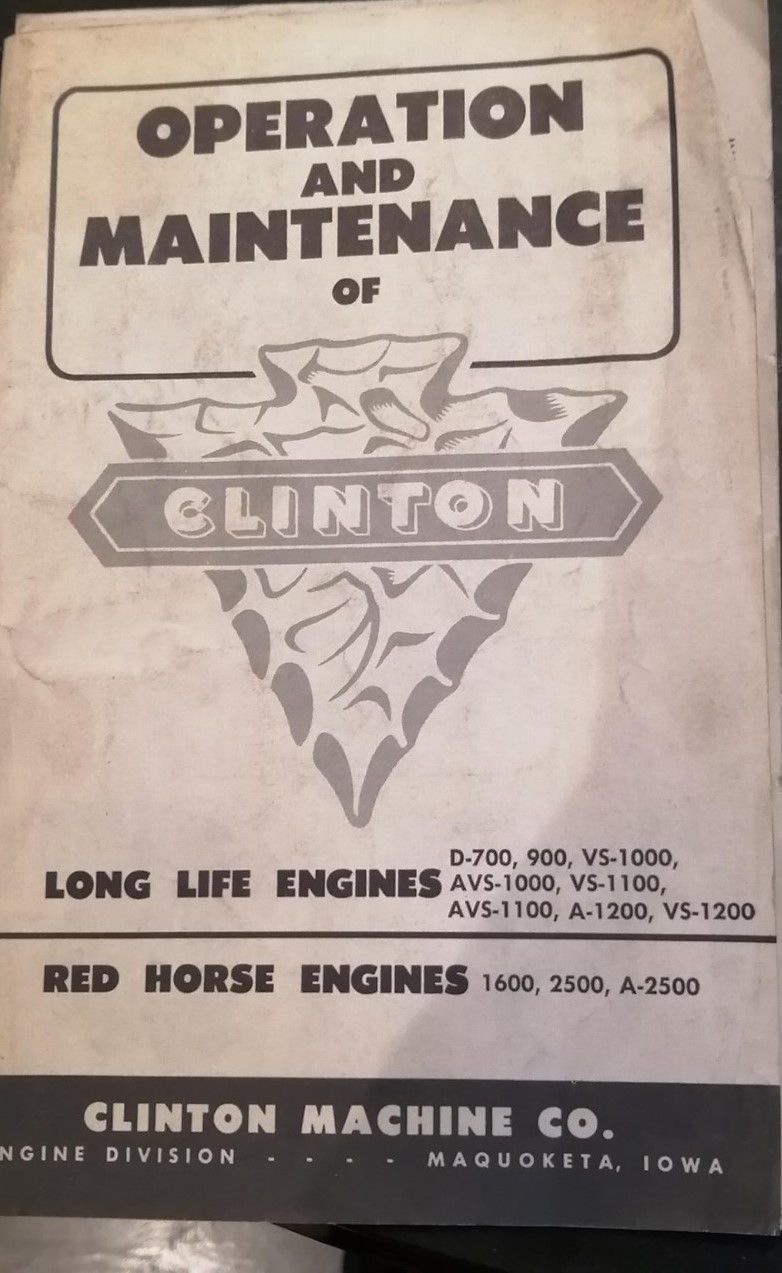 OPERATION
AND
MAINTENANCE
OF
CLINTON
LONG LIFE ENGINES D-700, 900, VS-1000,
AVS-1000, VS-1100,
AVS-1100, A-1200, VS-1200
RED HORSE ENGINES 1600, 2500, A-2500
CLINTON MACHINE CO.
NGINE DIVISION - - - - MAQUOKETA, IOWA